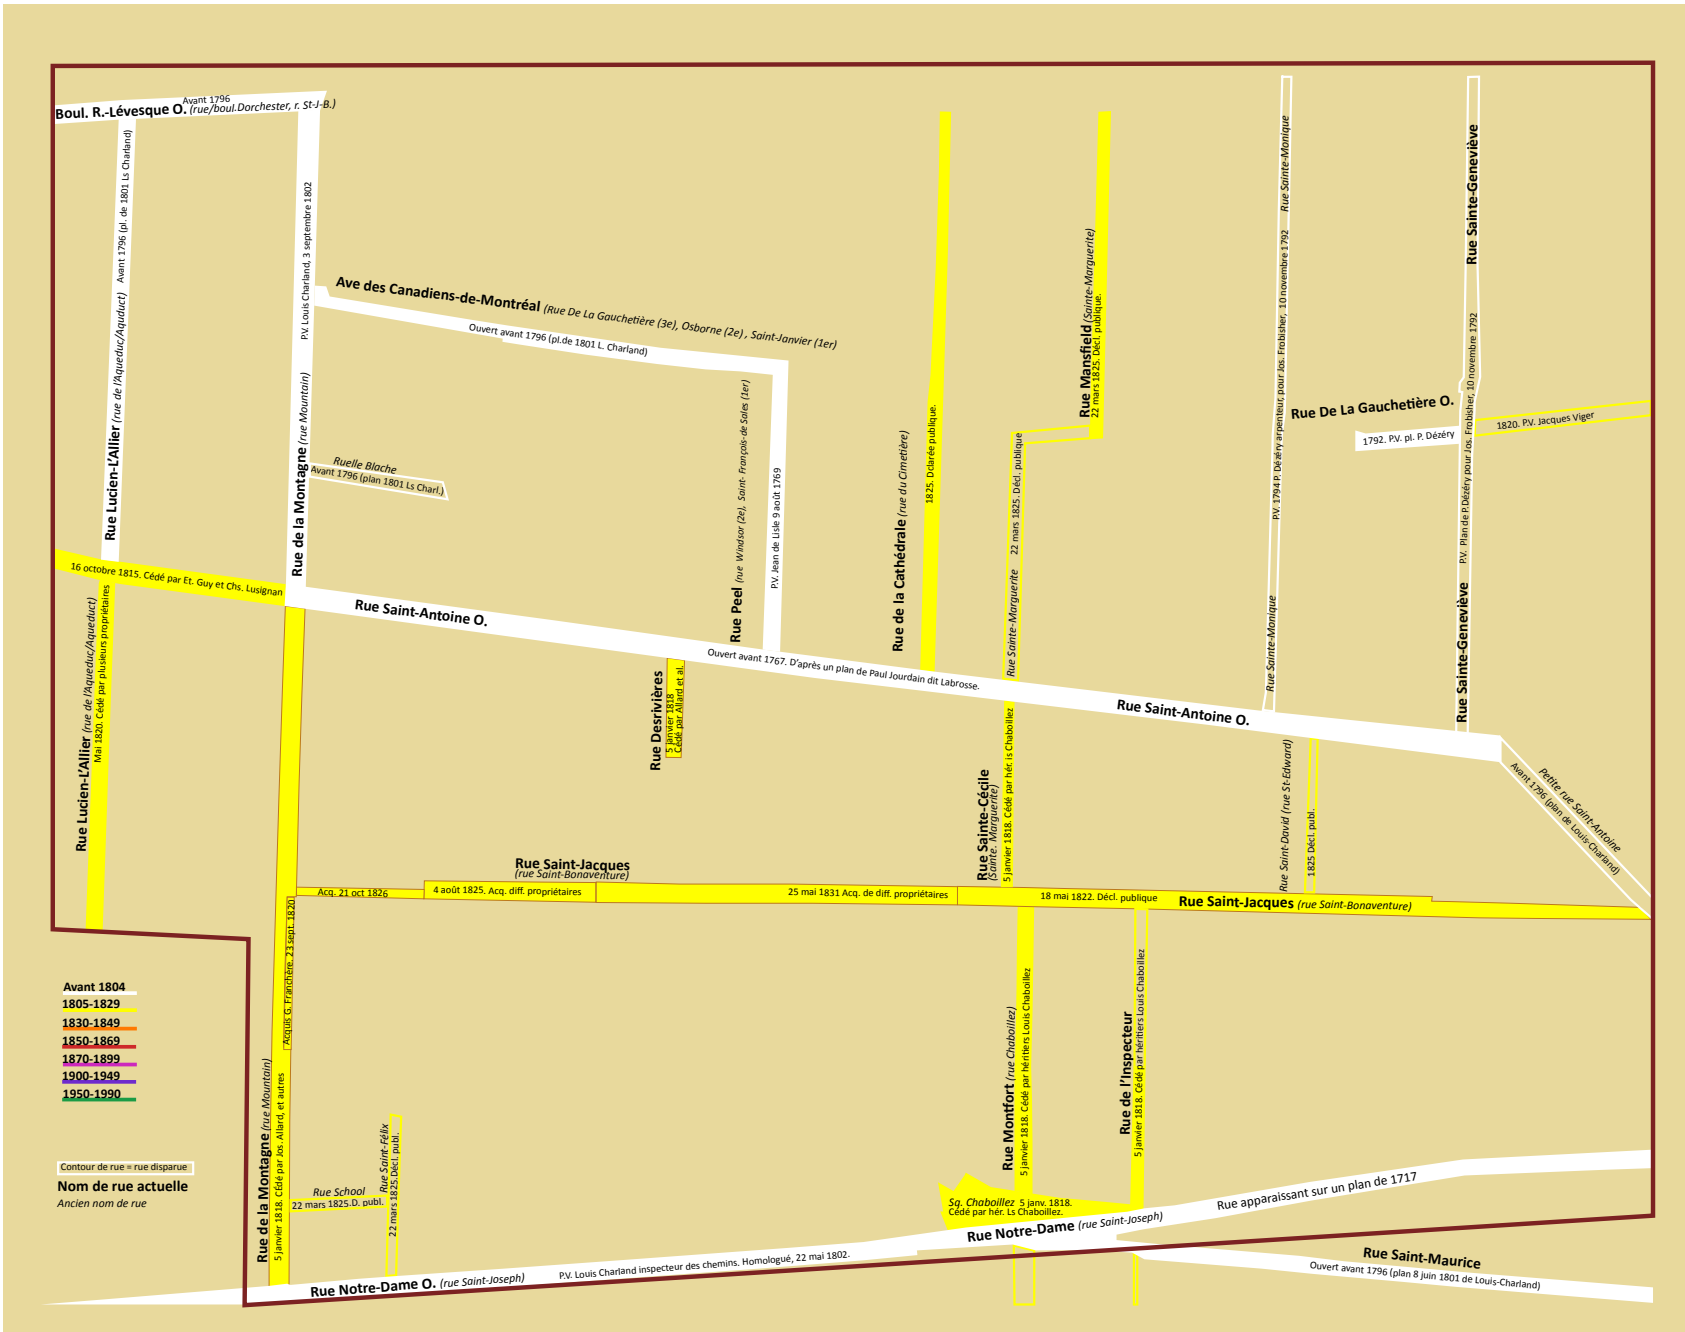 Avant 1796
Boul. R.-Lévesque O. (rue/boul.Dorchester, r. St-J-B.)
Avant 1796 (pl. de 1801 Ls Charland)
Rue Lucien-L'Allier (rue de l'Aqueduc/Aquduct)
P.V. Louis Charland, 3 septembre 1802
Rue de la Montagne (rue Mountain)
Ave des Canadiens-de-Montréal (Rue De La Gauchetière (3e), Osborne (2e) , Saint-Janvier (1er)
Ouvert avant 1796 (pl.de 1801 L. Charland)
Ruelle Blache
Avant 1796 (plan 1801 Ls Charl.)
Rue Peel (rue Windsor (2e), Saint- François-de Sales (1er)
P.V. Jean de Lisle 9 août 1769
Rue de la Cathédrale (rue du Cimetière)
1825. Dclarée publique.
Rue Mansfield (Sainte-Marguerite)
22 mars 1825. Décl. publique.
Rue Sainte-Marguerite 22 mars 1825. Décl. publique
Rue Sainte-Monique
P.V. 1794 P. Dézéry arpenteur, pour Jos. Frobisher, 10 novembre 1792
Rue Sainte-Monique
Rue Sainte-Geneviève
P.V. Plan de P.Dézéry pour Jos. Frobisher, 10 novembre 1792
Rue Sainte-Geneviève
Rue De La Gauchetière O.
1792. P.V. pl. P. Dézéry
1820. P.V. Jacques Viger
16 octobre 1815. Cédé par Et. Guy et Chs. Lusignan
Rue Saint-Antoine O.
Ouvert avant 1767. D'après un plan de Paul Jourdain dit Labrosse.
Rue Saint-Antoine O.
Petite rue Saint-Antoine
Avant 1796 (plan de Louis-Charland)
Rue Lucien-L'Allier (rue de l'Aqueduc/Aqueduct)
Mai 1820. Cédé par plusieurs propriétaires
Rue Desrivières
5 janvier 1818
Cédé par Allard et al.
Rue Sainte-Cécile
(Sainte. Marguerite)
5 janvier 1818. Cédé par hér. is Chaboillez
Rue Saint-David (rue St-Edward)
1825 Décl. publ.
Rue Saint-Jacques
(rue Saint-Bonaventure)
Acq. 21 oct 1826
4 août 1825. Acq. diff. propriétaires
25 mai 1831 Acq. de diff. propriétaires
18 mai 1822. Décl. publique
Rue Saint-Jacques (rue Saint-Bonaventure)
Acquis G. Franchère, 23 sept. 1820
Rue de la Montagne (rue Mountain)
5 janvier 1818. Cédé par Jos. Allard, et autres
Rue School
22 mars 1825.D. publ.
Rue Saint-Félix
22 mars 1825.Décl. publ.
Rue Montfort (rue Chaboillez)
5 janvier 1818. Cédé par héritiers Louis Chaboillez
Rue de l'Inspecteur
5 janvier 1818. Cédé par héritiers Louis Chaboillez
Sq. Chaboillez 5 janv. 1818.
Cédé par hér. Ls Chaboillez.
Rue Notre-Dame (rue Saint-Joseph)
Rue apparaissant sur un plan de 1717
Rue Notre-Dame O. (rue Saint-Joseph)
P.V. Louis Charland inspecteur des chemins. Homologué, 22 mai 1802.
Rue Saint-Maurice
Ouvert avant 1796 (plan 8 juin 1801 de Louis-Charland)
Avant 1804
1805-1829
1830-1849
1850-1869
1870-1899
1900-1949
1950-1990
Contour de rue = rue disparue
Nom de rue actuelle
Ancien nom de rue